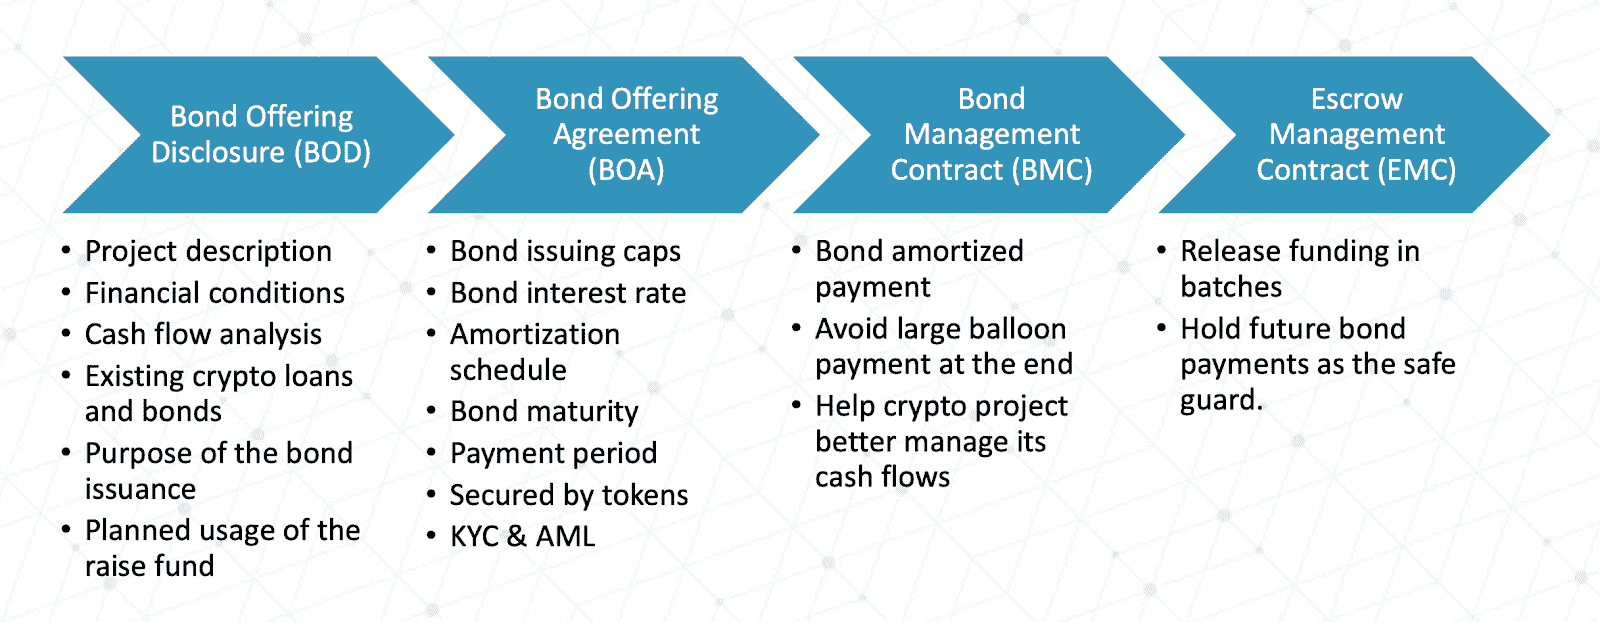 Bond Offering
Disclosure (BOD)
• Project description
• Financial conditions
• Cash flow analysis
• Existing crypto loans
and bonds
• Purpose of the bond
issuance
• Planned usage of the
raise fund
Bond Offering
Agreement
(BOA)
• Bond issuing caps
• Bond interest rate
• Amortization
schedule
• Bond maturity
• Payment period
• Secured by tokens
• KYC & AML
Bond
Management
Contract (BMC)
• Bond amortized
payment
• Avoid large balloon
payment at the end
• Help crypto project
better manage its
cash flows
Escrow
Management
Contract (EMC)
• Release funding in
batches
• Hold future bond
payments as the safe
guard.